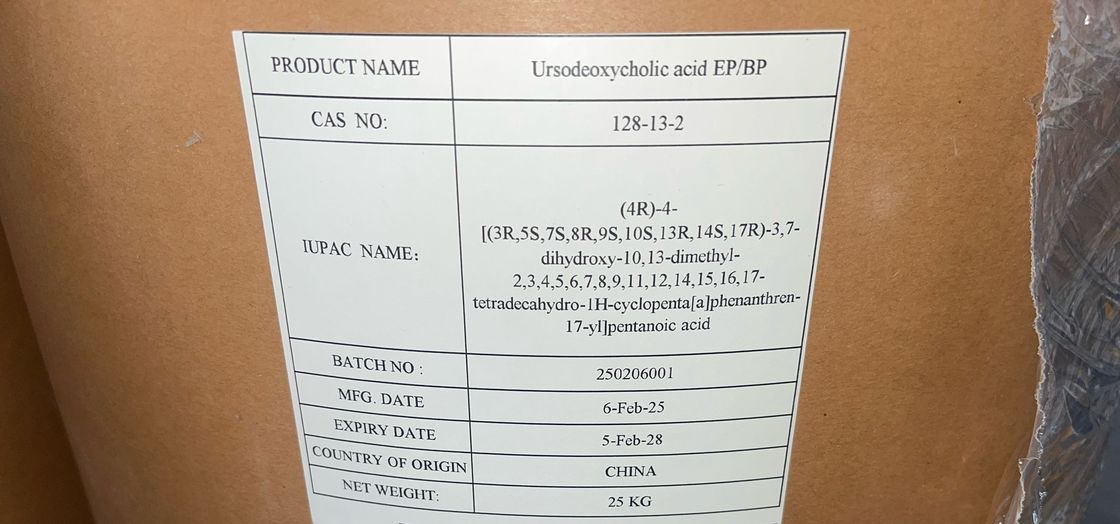 PRODUCT NAME Ursodeoxycholic acid EP/BP
CAS NO: 128-13-2
IUPAC NAME: (4R)-4-
[(3R,5S,7S,8R,9S,10S,13R,14S,17R)-3,7-
dihydroxy-10,13-dimethyl-
2,3,4,5,6,7,8,9,11,12,14,15,16,17-
tetradecahydro-1H-cyclopenta[a]phenanthren-
17-yl]pentanoic acid
BATCH NO : 250206001
MFG. DATE 6-Feb-25
EXPIRY DATE 5-Feb-28
COUNTRY OF ORIGIN CHINA
NET WEIGHT: 25 KG